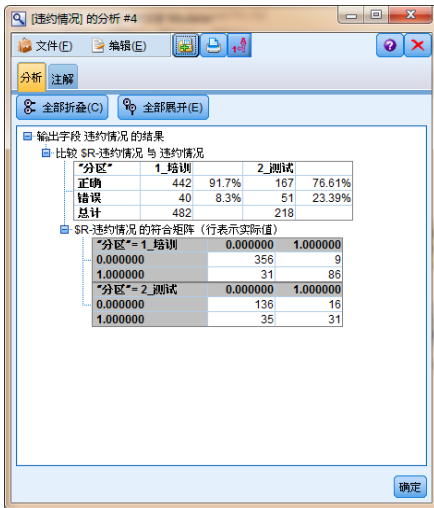 [违约情况] 的分析 #4
文件(F) 编辑(E)
分析 注解
全部折叠(C) 全部展开(E)
输出字段 违约情况 的结果
比较 $R-违约情况 与 违约情况
"分区" 1_培训 2_测试
正确 442 91.7% 167 76.61%
错误 40 8.3% 51 23.39%
总计 482 218
$R-违约情况 的符合矩阵（行表示实际值）
"分区"= 1_培训 0.000000 1.000000
0.000000 356 9
1.000000 31 86
"分区"= 2_测试 0.000000 1.000000
0.000000 136 16
1.000000 35 31
确定